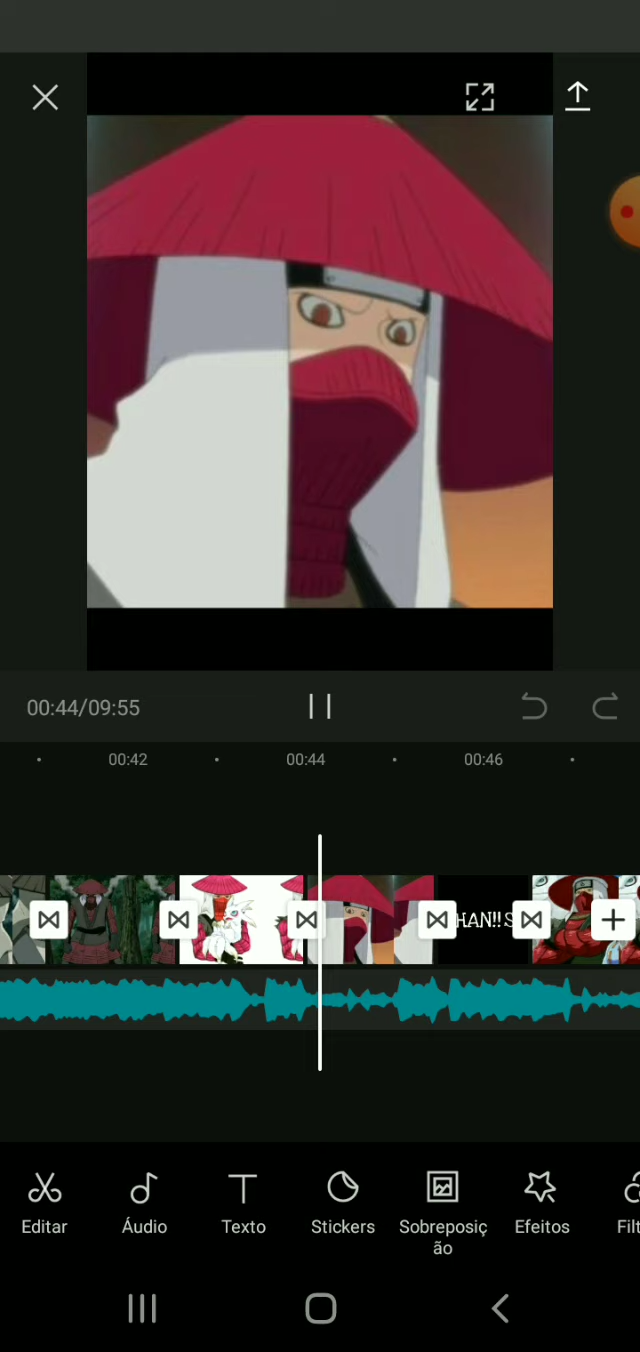 00:44/09:55
00:42
00:44
00:46
HAN!! S
Editar
Áudio
Texto
Stickers
Sobreposiç
ão
Efeitos
Filt